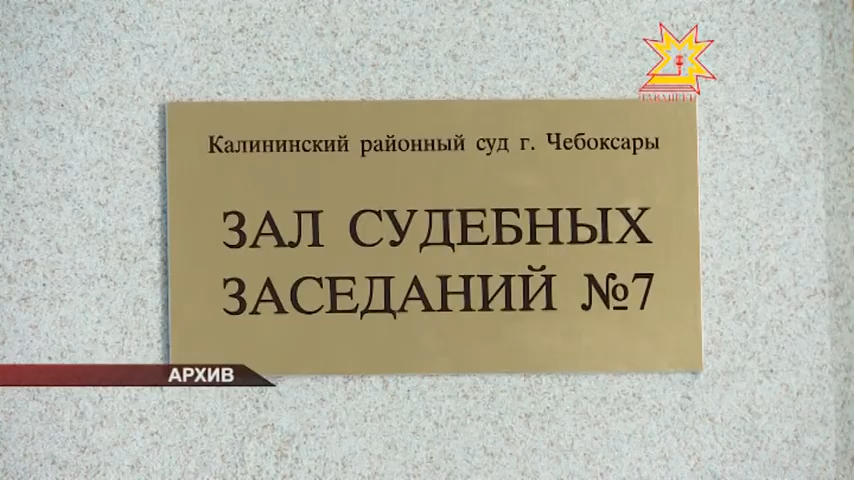 Калининский районный суд г. Чебоксары
ЗАЛ СУДЕБНЫХ
ЗАСЕДАНИЙ №7
АРХИВ